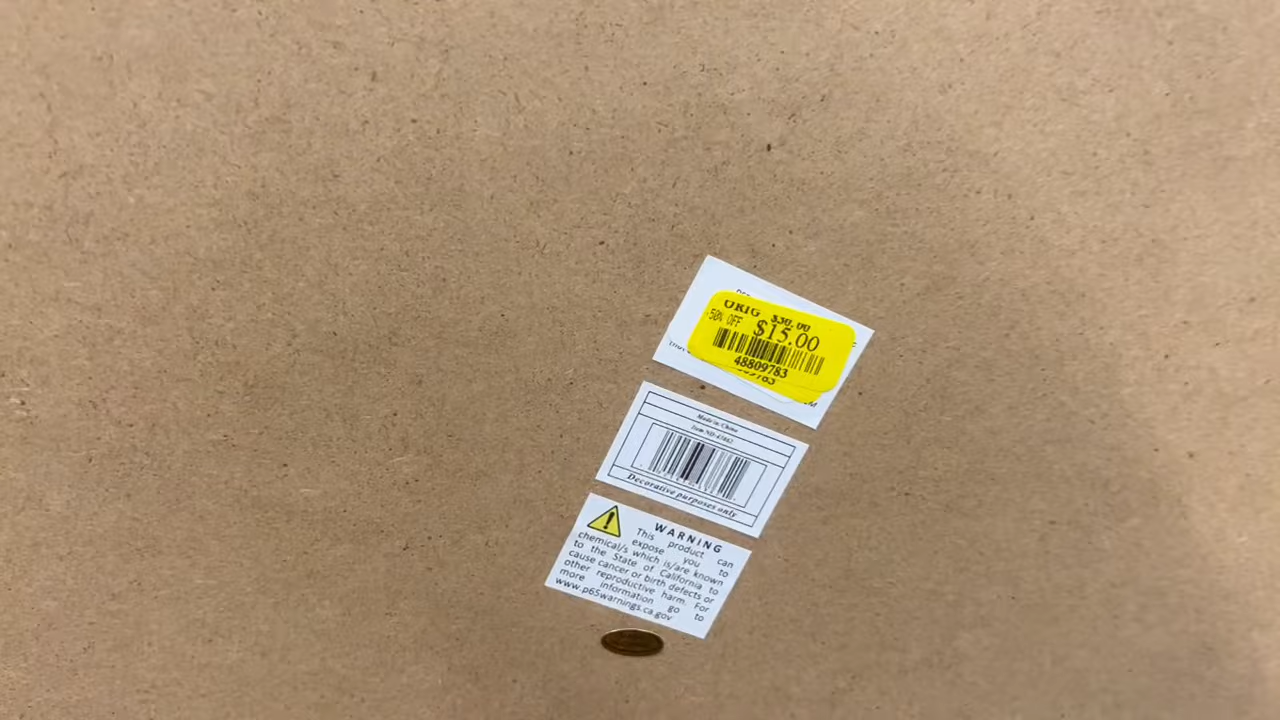 ORIG $30.00
50% OFF $15.00
48809783
Made in China
Decorative purposes only
WARNING
This product can
expose you to
chemical/s which is/are known
to the State of California to
cause cancer or birth defects or
other reproductive harm. For
more information go to
www.p65warnings.ca.gov